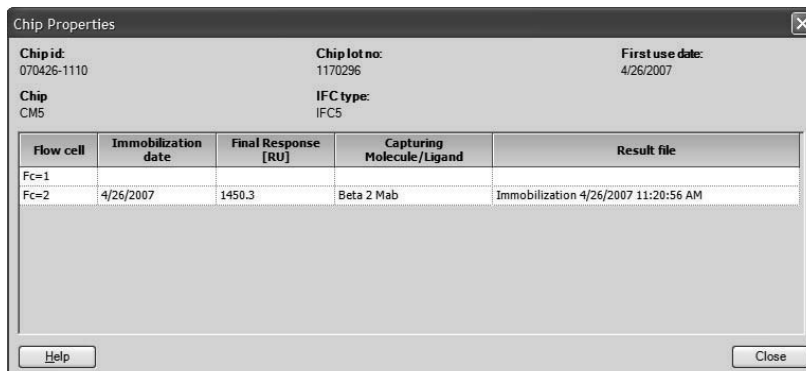 Chip Properties
Chip id: Chip lot no: First use date:
070426-1110 1170296 4/26/2007
Chip IFC type:
CM5 IFC5
Flow cell Immobilization date Final Response [RU] Capturing Molecule/Ligand Result file
Fc=1
Fc=2 4/26/2007 1450.3 Beta 2 Mab Immobilization 4/26/2007 11:20:56 AM
Help Close